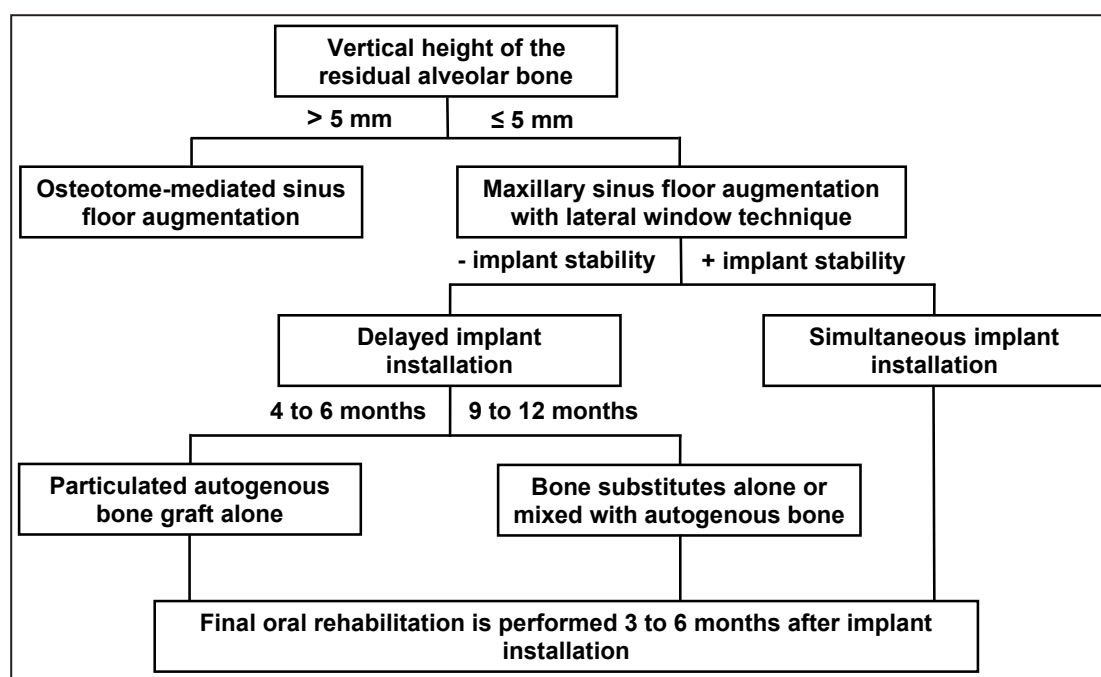 Vertical height of the
residual alveolar bone
> 5 mm
≤ 5 mm
Osteotome-mediated sinus
floor augmentation
Maxillary sinus floor augmentation
with lateral window technique
- implant stability
+ implant stability
Delayed implant
installation
Simultaneous implant
installation
4 to 6 months
9 to 12 months
Particulated autogenous
bone graft alone
Bone substitutes alone or
mixed with autogenous bone
Final oral rehabilitation is performed 3 to 6 months after implant
installation